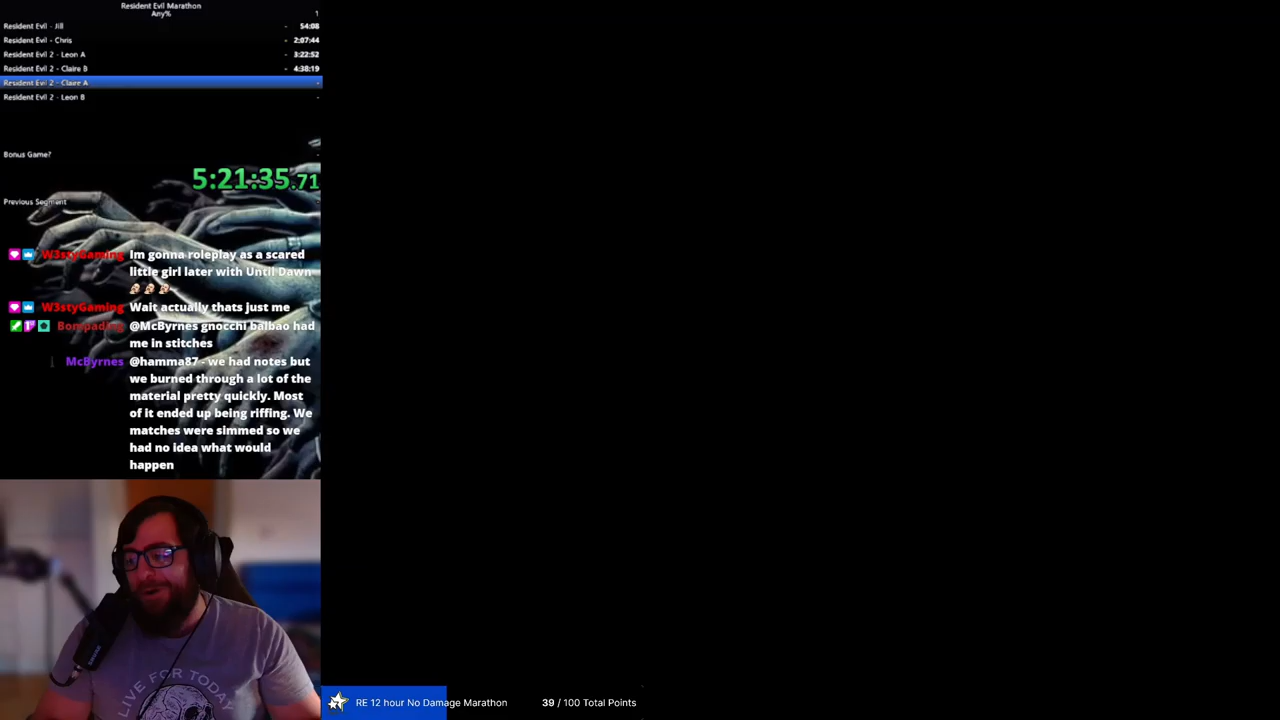 Resident Evil Marathon
Any%
1
Resident Evil - Jill - 54:08
Resident Evil - Chris - 2:07:44
Resident Evil 2 - Leon A - 3:22:52
Resident Evil 2 - Claire B - 4:38:19
Resident Evil 2 - Claire A -
Resident Evil 2 - Leon B -
Bonus Game? -
5:21:35.71
Previous Segment -
W3styGaming Im gonna roleplay as a scared
little girl later with Until Dawn
W3styGaming Wait actually thats just me
@McByrnes gnocchi balbao had
me in stitches
McByrnes @hamma87 - we had notes but
we burned through a lot of the
material pretty quickly. Most
of it ended up being riffing. We
matches were simmed so we
had no idea what would
happen
LIVE FOR TODAY
RE 12 hour No Damage Marathon 39 / 100 Total Points